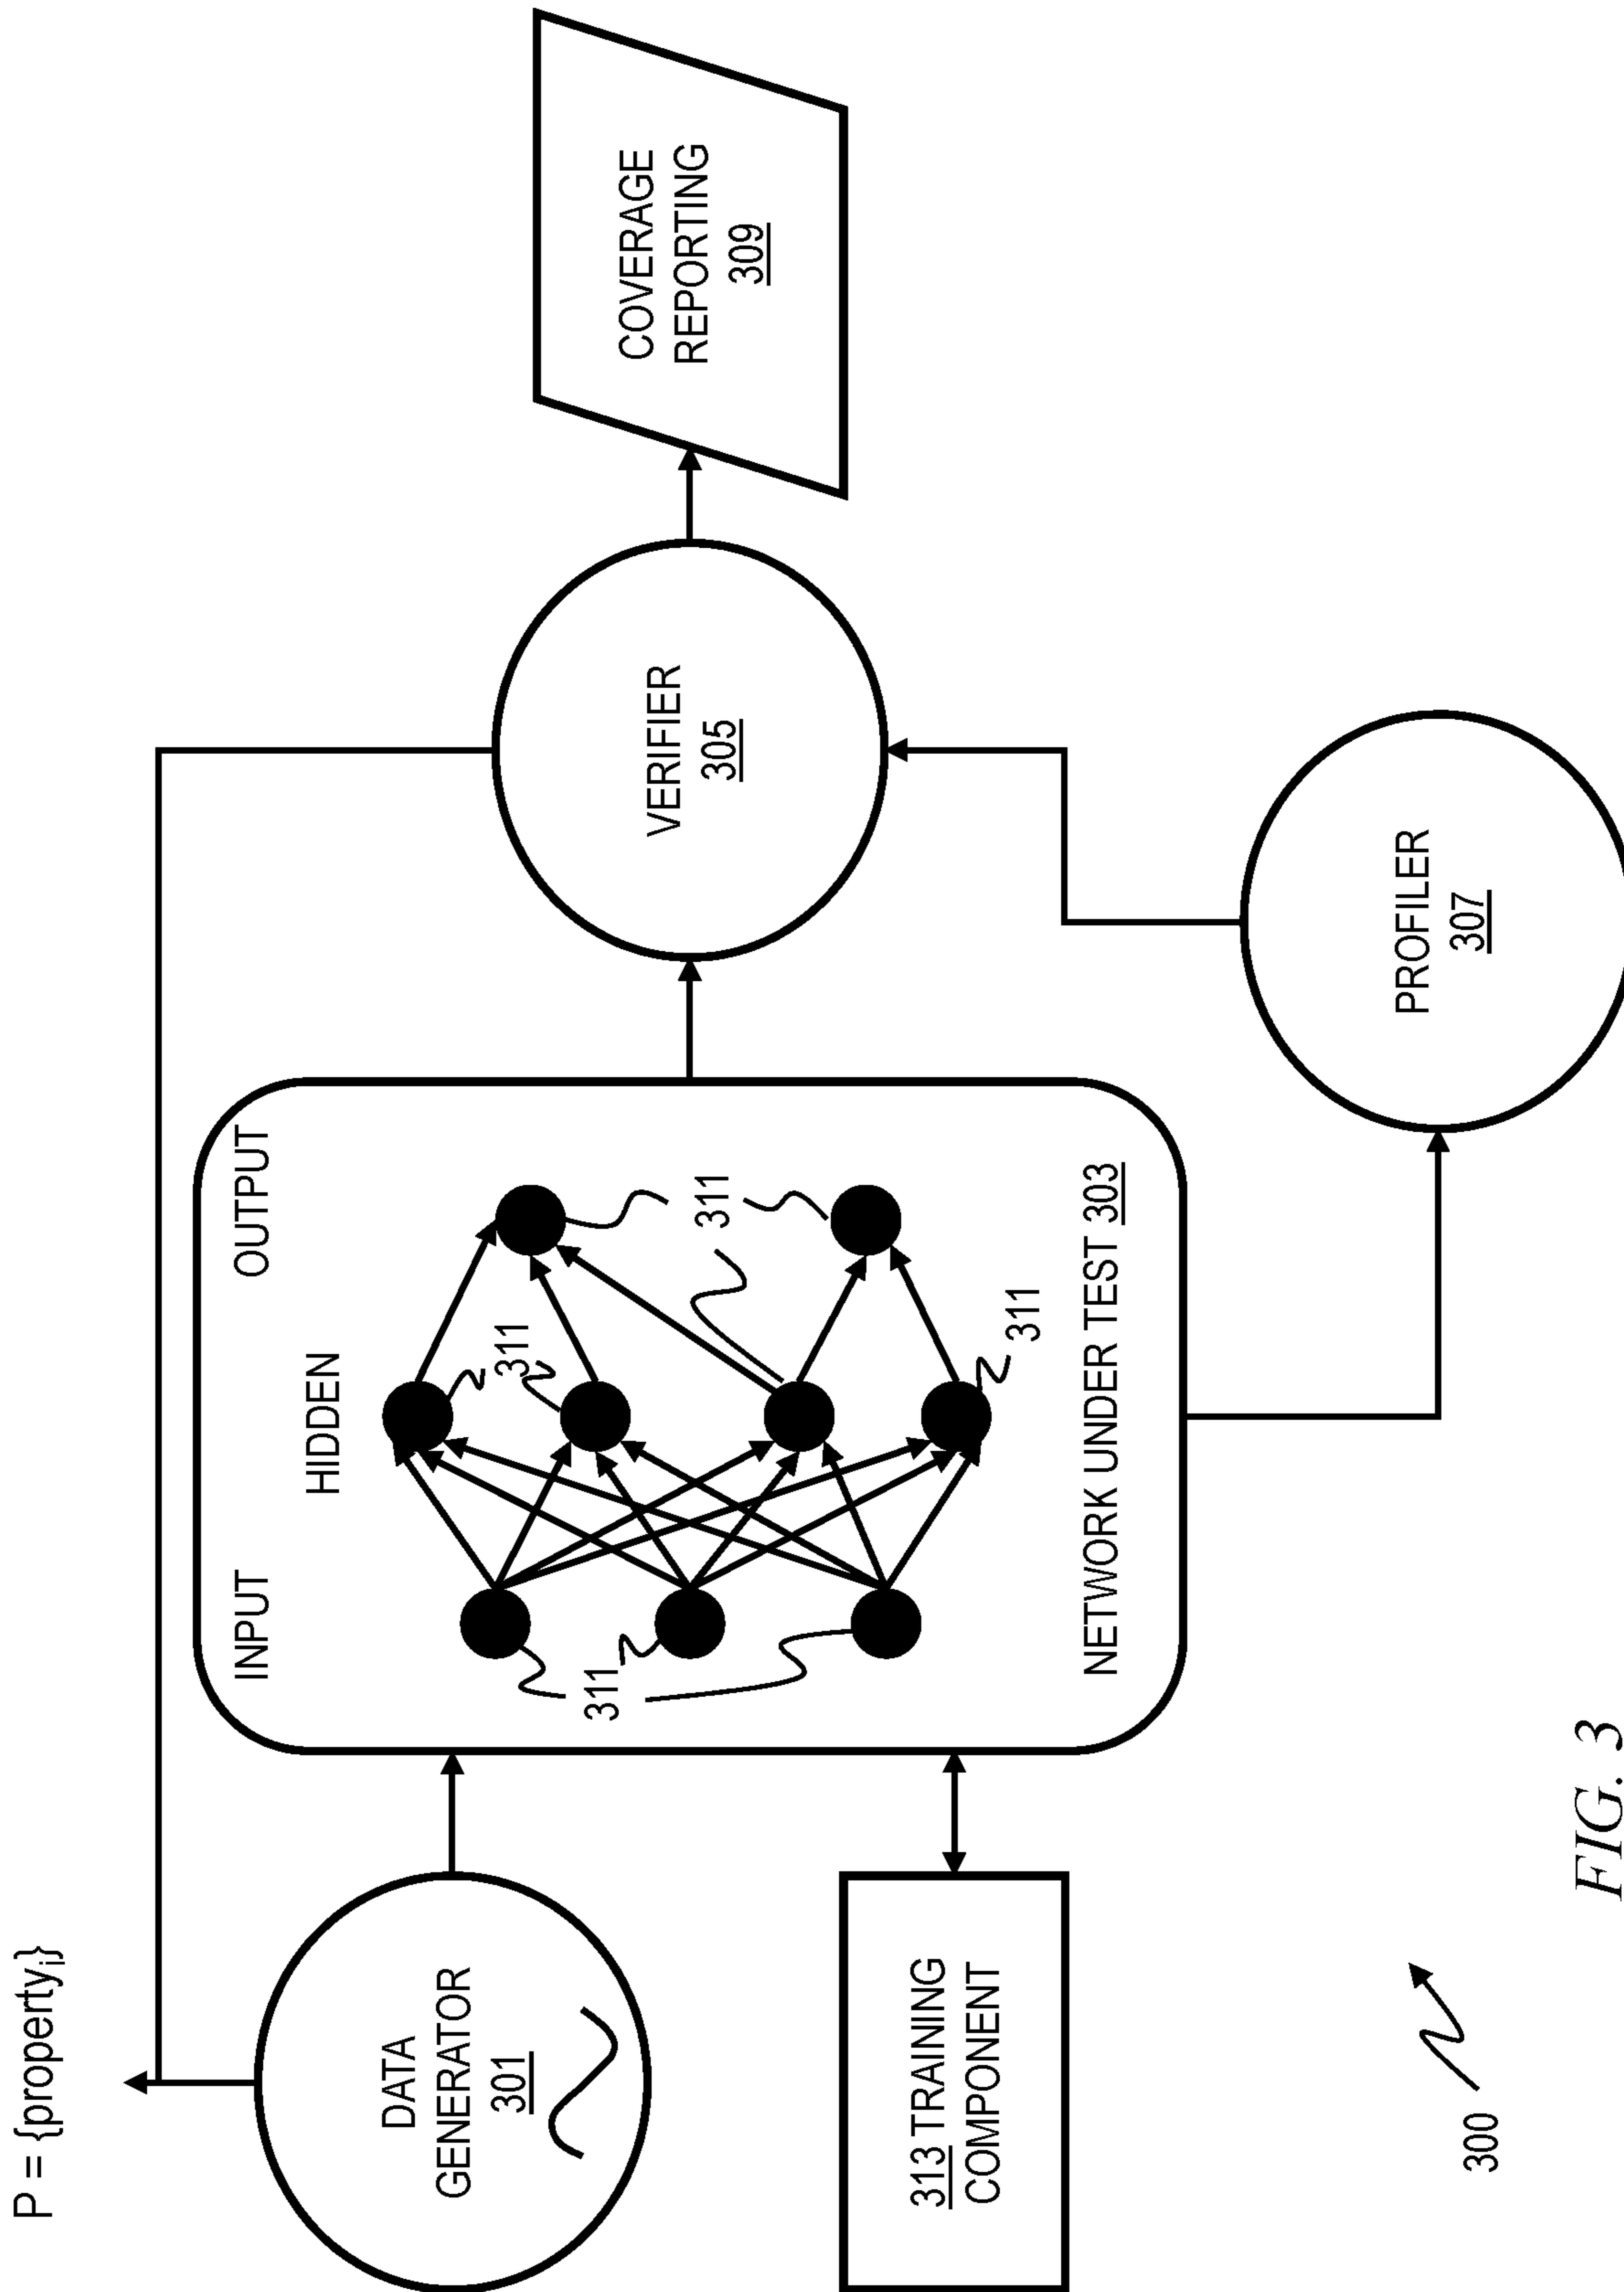 P = {property_i}
DATA
GENERATOR
301
313 TRAINING
COMPONENT
INPUT
HIDDEN
OUTPUT
311
311
311
311
NETWORK UNDER TEST 303
VERIFIER
305
PROFILER
307
COVERAGE
REPORTING
309
300
FIG. 3